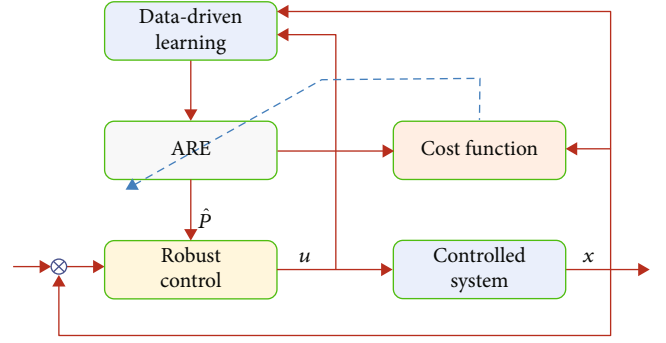 Data-driven
learning
ARE
Cost function
P̂
Robust
control
u
Controlled
system
x